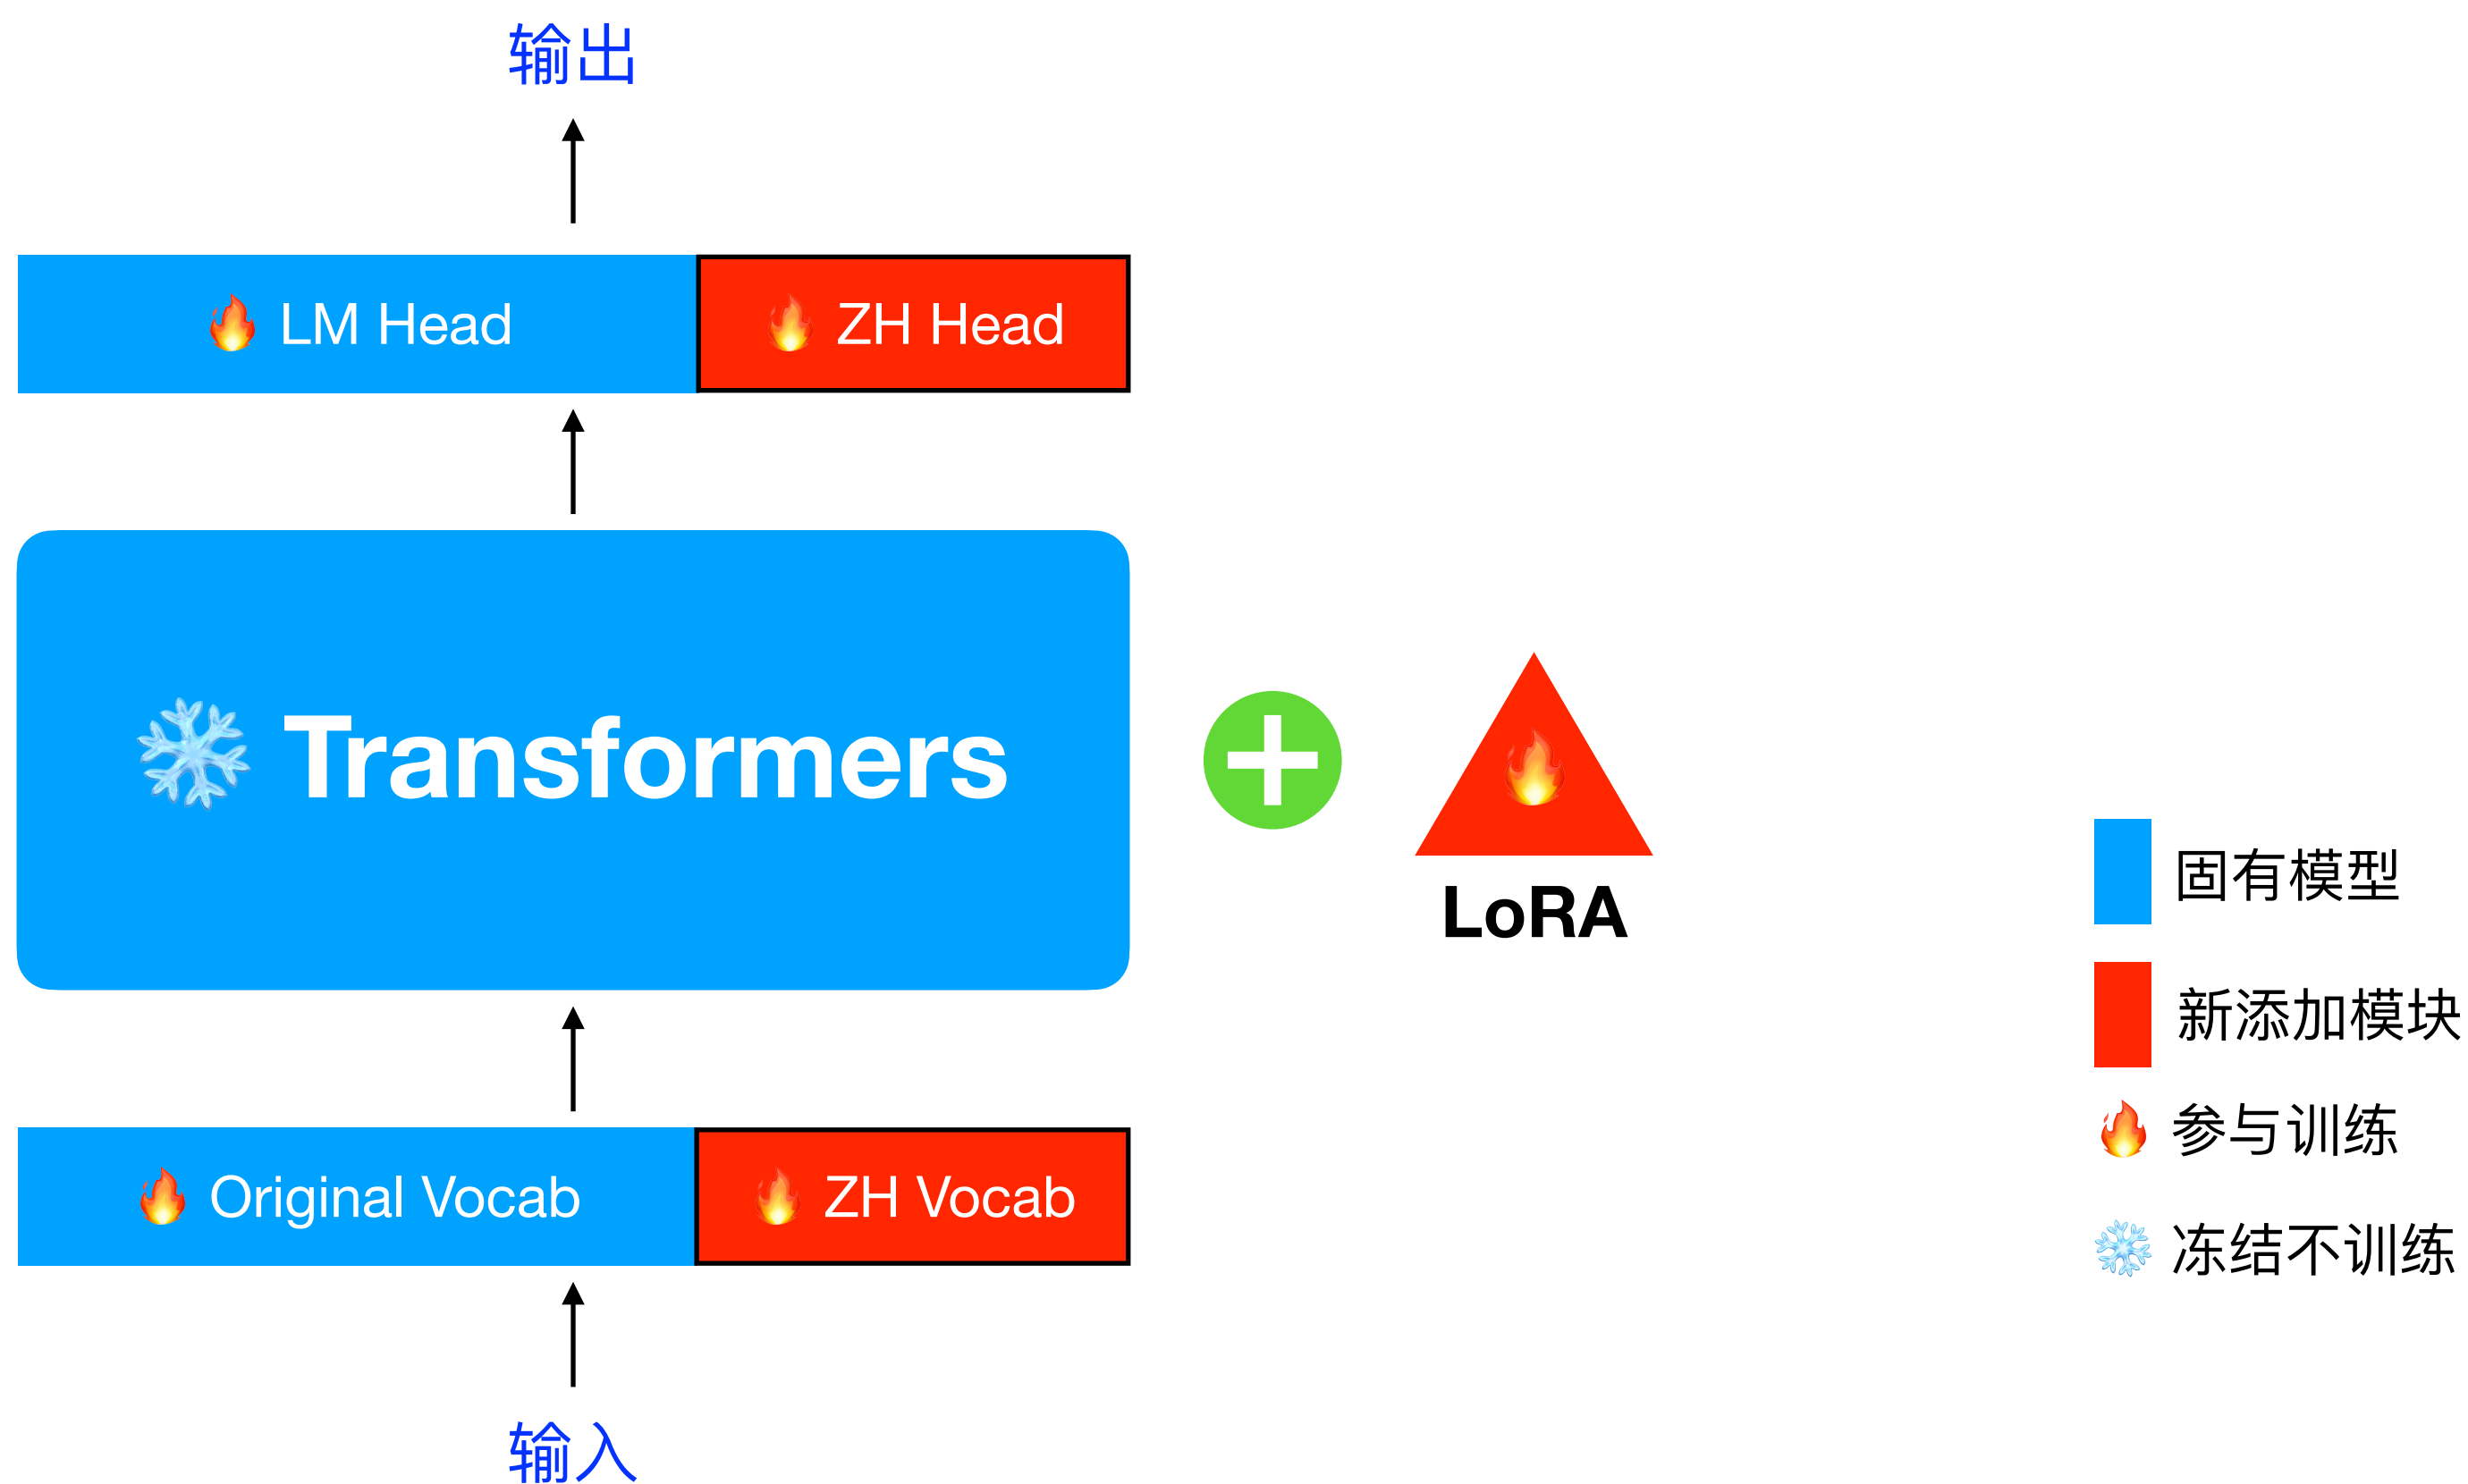 输出
LM Head
ZH Head
Transformers
LoRA
Original Vocab
ZH Vocab
输入
固有模型
新添加模块
参与训练
冻结不训练